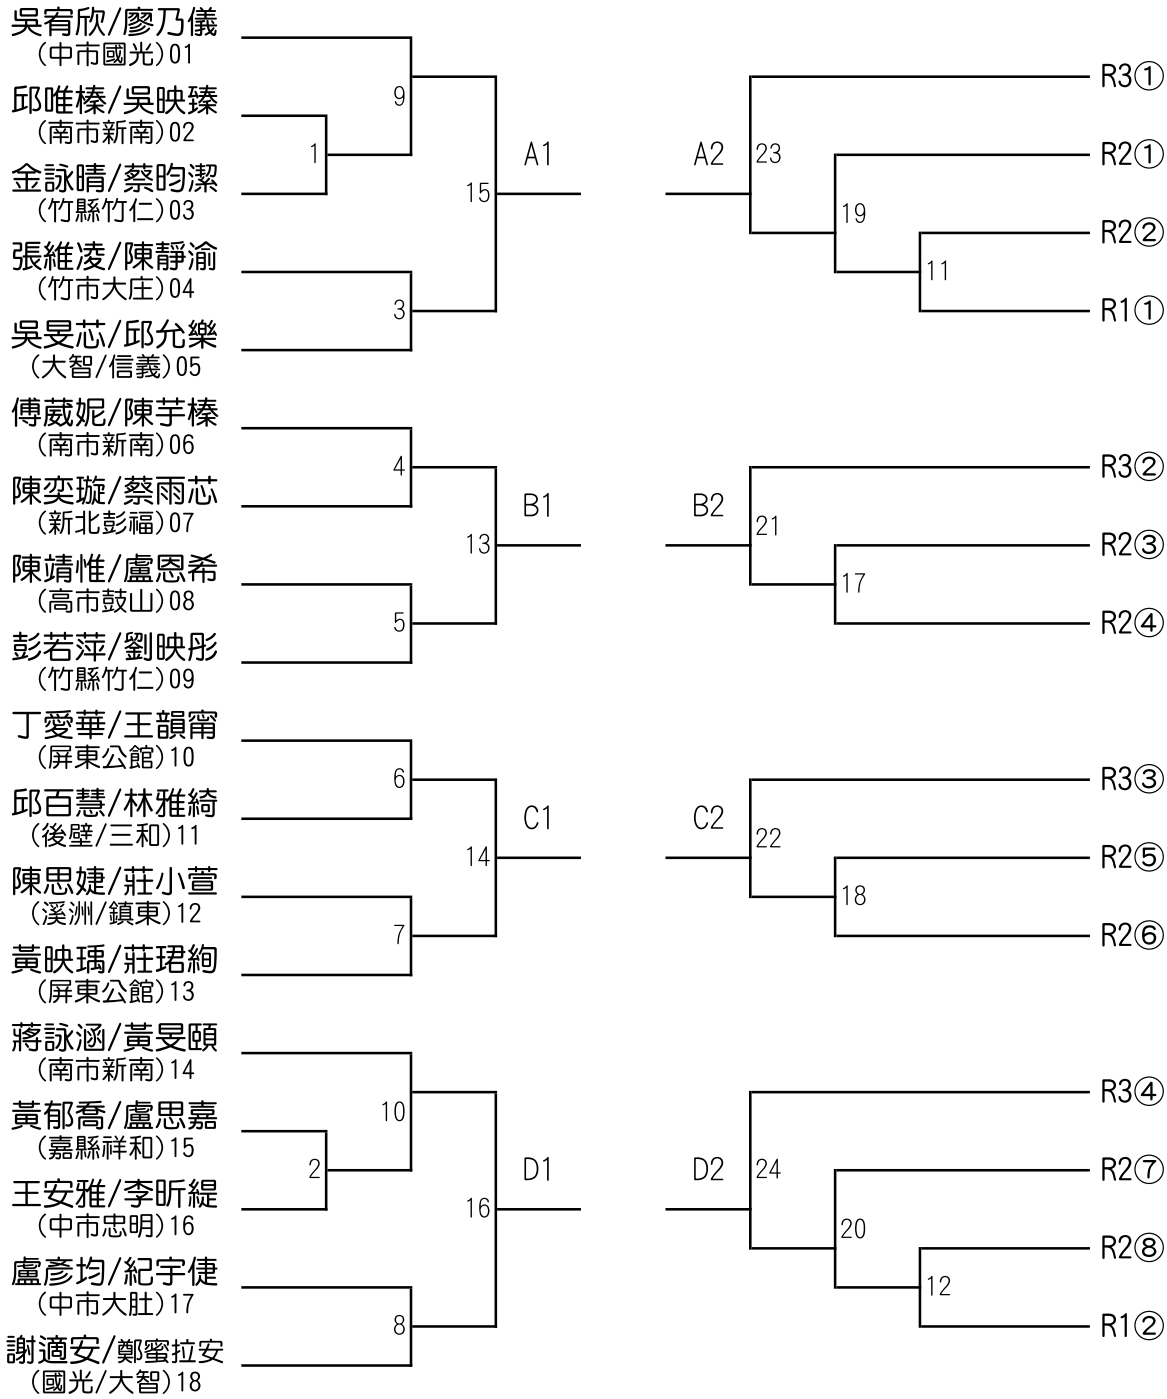 吳宥欣/廖乃儀
(中市國光)01
邱唯榛/吳映臻
(南市新南)02
金詠晴/蔡昀潔
(竹縣竹仁)03
張維凌/陳靜渝
(竹市大庄)04
吳旻芯/邱允樂
(大智/信義)05
傅葳妮/陳芋榛
(南市新南)06
陳奕璇/蔡雨芯
(新北彭福)07
陳靖惟/盧恩希
(高市鼓山)08
彭若萍/劉映彤
(竹縣竹仁)09
丁愛華/王韻甯
(屏東公館)10
邱百慧/林雅綺
(後壁/三和)11
陳思婕/莊小萱
(溪洲/鎮東)12
黃映瑀/莊珺絢
(屏東公館)13
蔣詠涵/黃旻頤
(南市新南)14
黃郁喬/盧思嘉
(嘉縣祥和)15
王安雅/李昕緹
(中市忠明)16
盧彥均/紀宇倢
(中市大肚)17
謝適安/鄭蜜拉安
(國光/大智)18
1
2
9
3
4
5
6
7
10
8
15
13
14
16
A1
B1
C1
D1
A2
B2
C2
D2
23
21
22
24
19
17
18
20
11
12
R3①
R2①
R2②
R1①
R3②
R2③
R2④
R3③
R2⑤
R2⑥
R3④
R2⑦
R2⑧
R1②